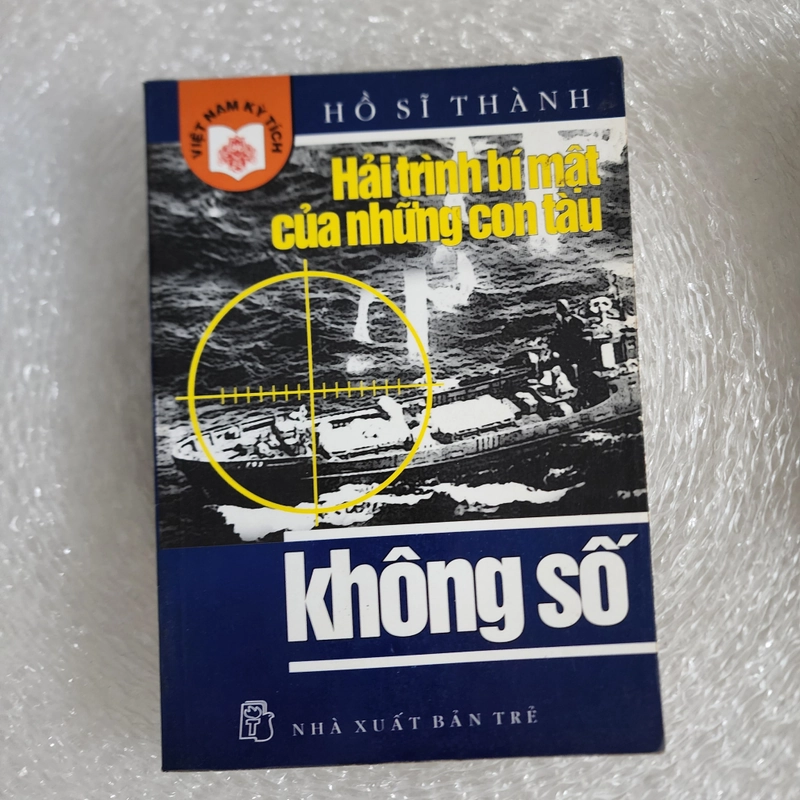 VIỆT NAM KỲ TÍCH
HỒ SĨ THÀNH
Hải trình bí mật
của những con tàu
không số
NHÀ XUẤT BẢN TRẺ